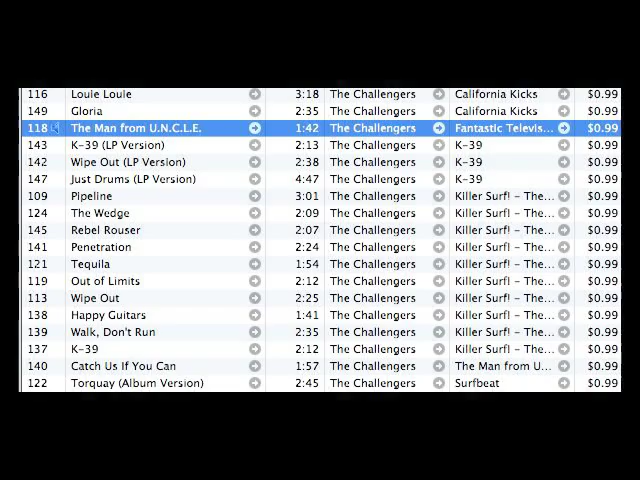 116 Louie Louie 3:18 The Challengers California Kicks $0.99
149 Gloria 2:35 The Challengers California Kicks $0.99
118 The Man from U.N.C.L.E. 1:42 The Challengers Fantastic Televis... $0.99
143 K-39 (LP Version) 2:13 The Challengers K-39 $0.99
142 Wipe Out (LP Version) 2:38 The Challengers K-39 $0.99
147 Just Drums (LP Version) 4:47 The Challengers K-39 $0.99
109 Pipeline 3:01 The Challengers Killer Surf! - The... $0.99
124 The Wedge 2:09 The Challengers Killer Surf! - The... $0.99
145 Rebel Rouser 2:07 The Challengers Killer Surf! - The... $0.99
141 Penetration 2:24 The Challengers Killer Surf! - The... $0.99
121 Tequila 1:54 The Challengers Killer Surf! - The... $0.99
119 Out of Limits 2:12 The Challengers Killer Surf! - The... $0.99
113 Wipe Out 2:25 The Challengers Killer Surf! - The... $0.99
138 Happy Guitars 1:41 The Challengers Killer Surf! - The... $0.99
139 Walk, Don't Run 2:35 The Challengers Killer Surf! - The... $0.99
137 K-39 2:12 The Challengers Killer Surf! - The... $0.99
140 Catch Us If You Can 1:57 The Challengers The Man from U... $0.99
122 Torquay (Album Version) 2:45 The Challengers Surfbeat $0.99